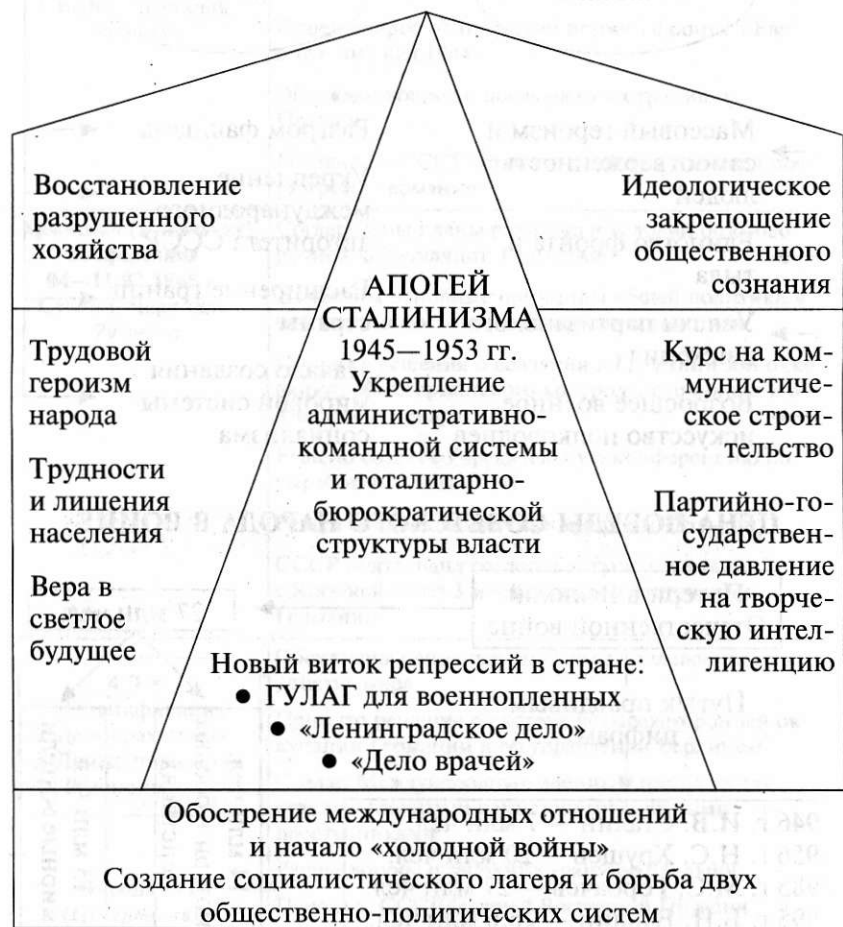 Восстановление
разрушенного
хозяйства
Трудовой
героизм
народа
Трудности
и лишения
населения
Вера в
светлое
будущее
АПОГЕЙ
СТАЛИНИЗМА
1945—1953 гг.
Укрепление
административно-
командной системы
и тоталитарно-
бюрократической
структуры власти
Новый виток репрессий в стране:
● ГУЛАГ для военнопленных
● «Ленинградское дело»
● «Дело врачей»
Идеологическое
закрепощение
общественного
сознания
Курс на ком-
мунистиче-
ское строи-
тельство
Партийно-го-
сударствен-
ное давление
на творче-
скую интел-
лигенцию
Обострение международных отношений
и начало «холодной войны»
Создание социалистического лагеря и борьба двух
общественно-политических систем